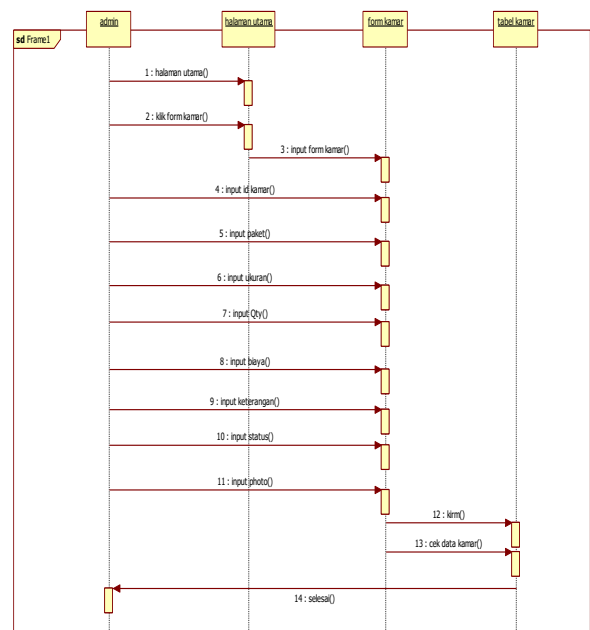 admin
halaman utama
form kamar
tabel kamar
sd Frame1
1 : halaman utama()
2 : klik form kamar()
3 : input form kamar()
4 : input id kamar()
5 : input paket()
6 : input ukuran()
7 : input Qty()
8 : input biaya()
9 : input keterangan()
10 : input status()
11 : input photo()
12 : kirm()
13 : cek data kamar()
14 : selesai()